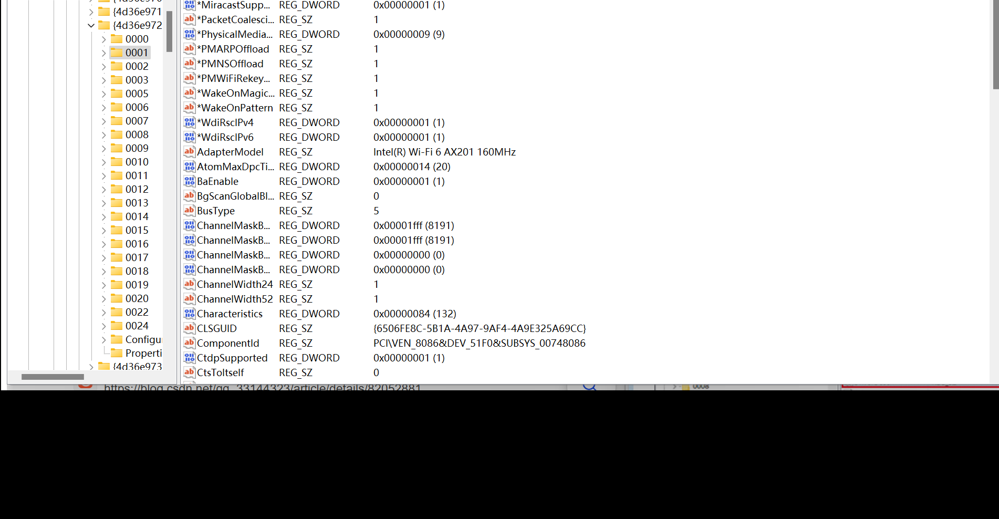 {4d36e971
{4d36e972
0000
0001
0002
0003
0005
0006
0007
0008
0009
0010
0011
0012
0013
0014
0015
0016
0017
0018
0019
0020
0022
0024
Configu
Properti
{4d36e973
*MiracastSupp... REG_DWORD 0x00000001 (1)
*PacketCoalesci... REG_SZ 1
*PhysicalMedia... REG_DWORD 0x00000009 (9)
*PMARPOffload REG_SZ 1
*PMNSOffload REG_SZ 1
*PMWiFiRekey... REG_SZ 1
*WakeOnMagic... REG_SZ 1
*WakeOnPattern REG_SZ 1
*WdiRscIPv4 REG_DWORD 0x00000001 (1)
*WdiRscIPv6 REG_DWORD 0x00000001 (1)
AdapterModel REG_SZ Intel(R) Wi-Fi 6 AX201 160MHz
AtomMaxDpcTi... REG_DWORD 0x00000014 (20)
BaEnable REG_DWORD 0x00000001 (1)
BgScanGlobalBl... REG_SZ 0
BusType REG_SZ 5
ChannelMaskB... REG_DWORD 0x00001fff (8191)
ChannelMaskB... REG_DWORD 0x00001fff (8191)
ChannelMaskB... REG_DWORD 0x00000000 (0)
ChannelMaskB... REG_DWORD 0x00000000 (0)
ChannelWidth24 REG_SZ 1
ChannelWidth52 REG_SZ 1
Characteristics REG_DWORD 0x00000084 (132)
CLSGUID REG_SZ {6506FE8C-5B1A-4A97-9AF4-4A9E325A69CC}
ComponentId REG_SZ PCI\VEN_8086&DEV_51F0&SUBSYS_00748086
CtdpSupported REG_DWORD 0x00000001 (1)
CtsToItself REG_SZ 0
https://blog.csdn.net/qq_33144323/article/details/82052881
0008